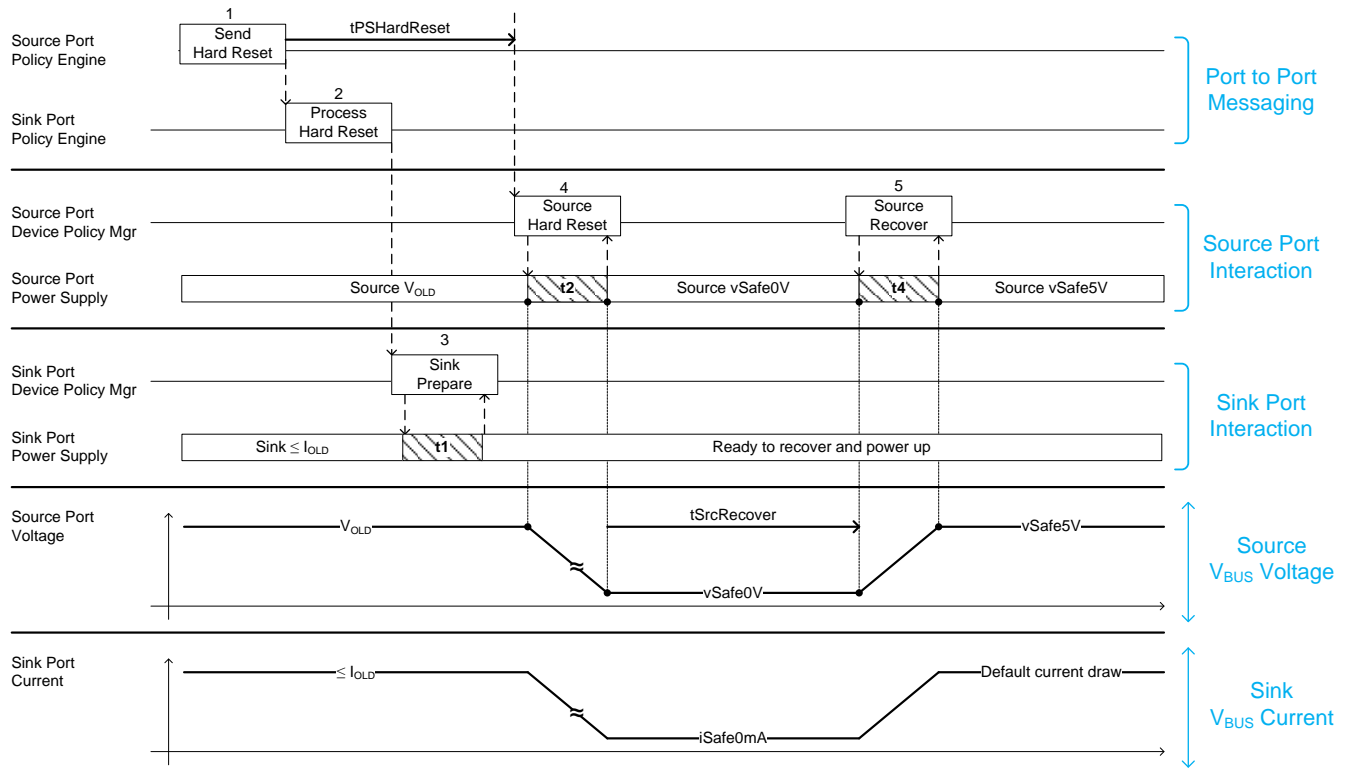 1
Send
Hard Reset
tPSHardReset
Source Port
Policy Engine
2
Process
Hard Reset
Sink Port
Policy Engine
Port to Port
Messaging
4
Source
Hard Reset
5
Source
Recover
Source Port
Device Policy Mgr
Source Port
Power Supply
Source VOLD
t2
Source vSafe0V
t4
Source vSafe5V
Source Port
Interaction
3
Sink
Prepare
Sink Port
Device Policy Mgr
Sink Port
Power Supply
Sink ≤ IOLD
t1
Ready to recover and power up
Sink Port
Interaction
Source Port
Voltage
VOLD
tSrcRecover
vSafe5V
≈
vSafe0V
Source
VBUS Voltage
Sink Port
Current
≤ IOLD
Default current draw
≈
iSafe0mA
Sink
VBUS Current